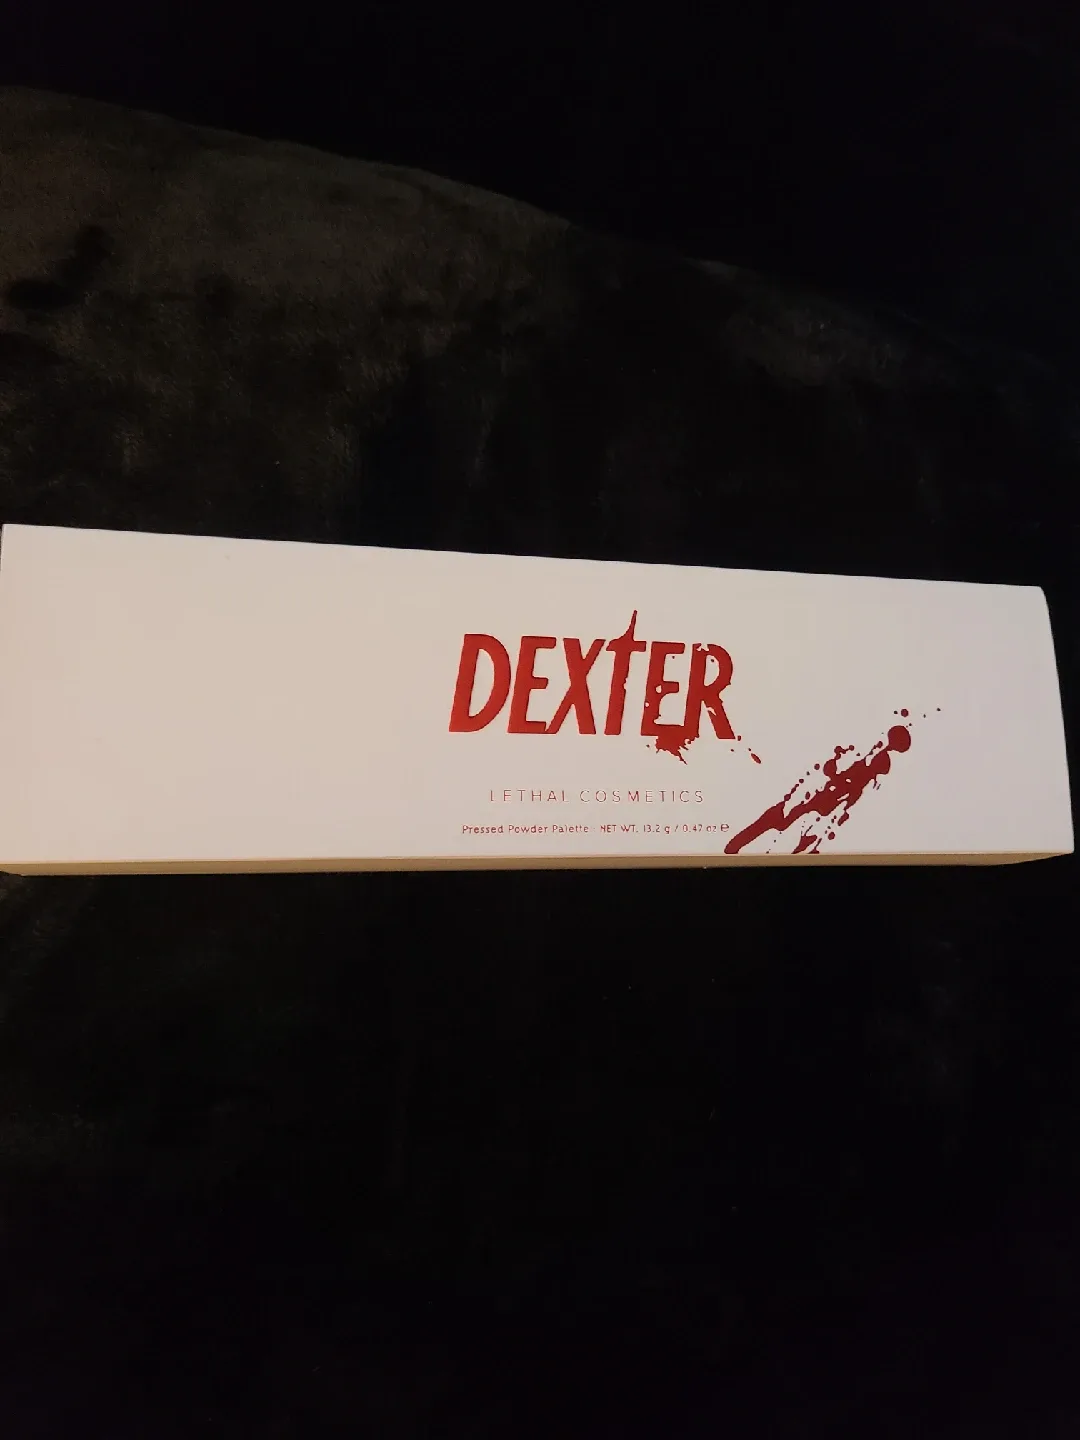 DEXTER
LETHAL COSMETICS
Pressed Powder Palette · NET WT. 13.2 g / 0.47 oz ℮